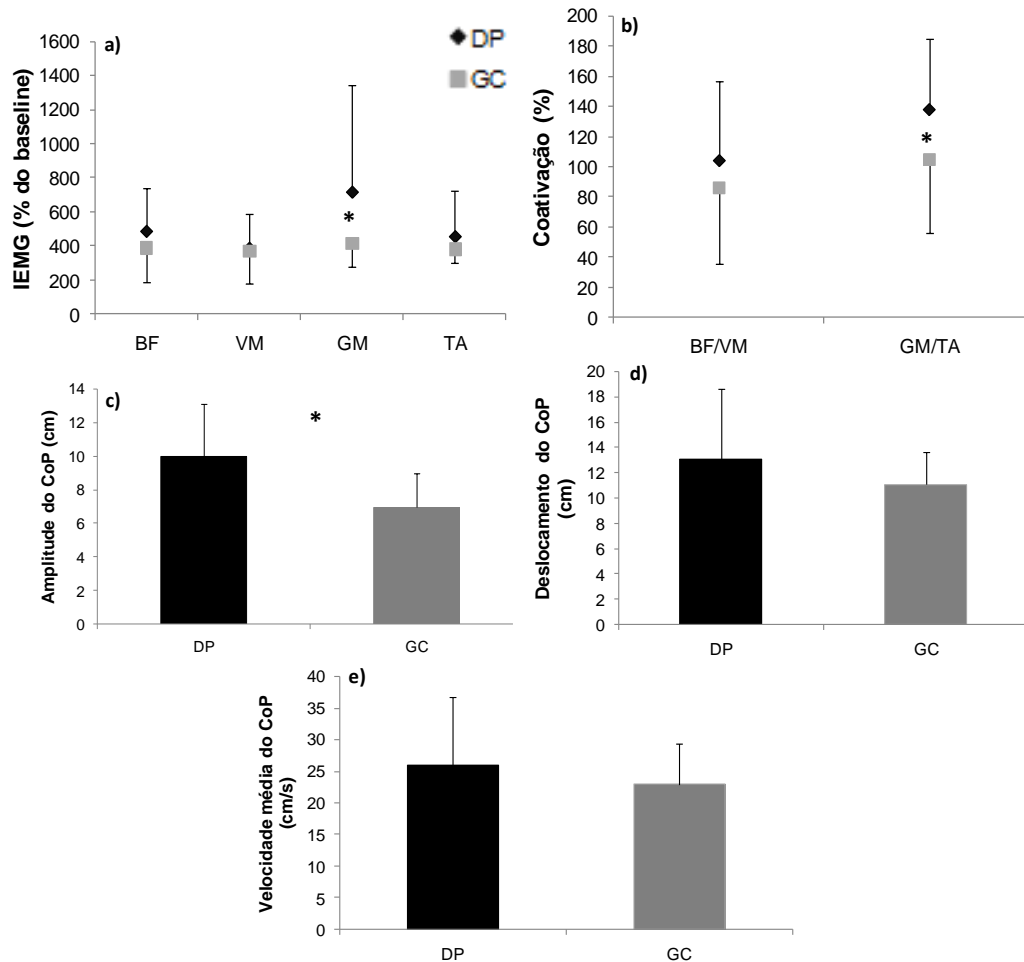 a)
DP
GC
IEMG (% do baseline)
1600
1400
1200
1000
800
600
400
200
0
*
BF VM GM TA
b)
Coativação (%)
200
180
160
140
120
100
80
60
40
20
0
*
BF/VM GM/TA
c)
Amplitude do CoP (cm)
14
12
10
8
6
4
2
0
*
DP GC
d)
Deslocamento do CoP
(cm)
20
18
16
14
12
10
8
6
4
2
0
DP GC
e)
Velocidade média do CoP
(cm/s)
40
35
30
25
20
15
10
5
0
DP GC